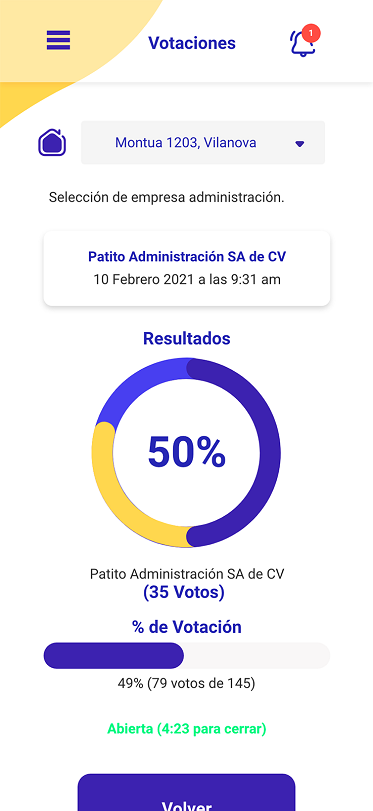 Votaciones
1
Montua 1203, Vilanova
Selección de empresa administración.
Patito Administración SA de CV
10 Febrero 2021 a las 9:31 am
Resultados
50%
Patito Administración SA de CV
(35 Votos)
% de Votación
49% (79 votos de 145)
Abierta (4:23 para cerrar)
Volver